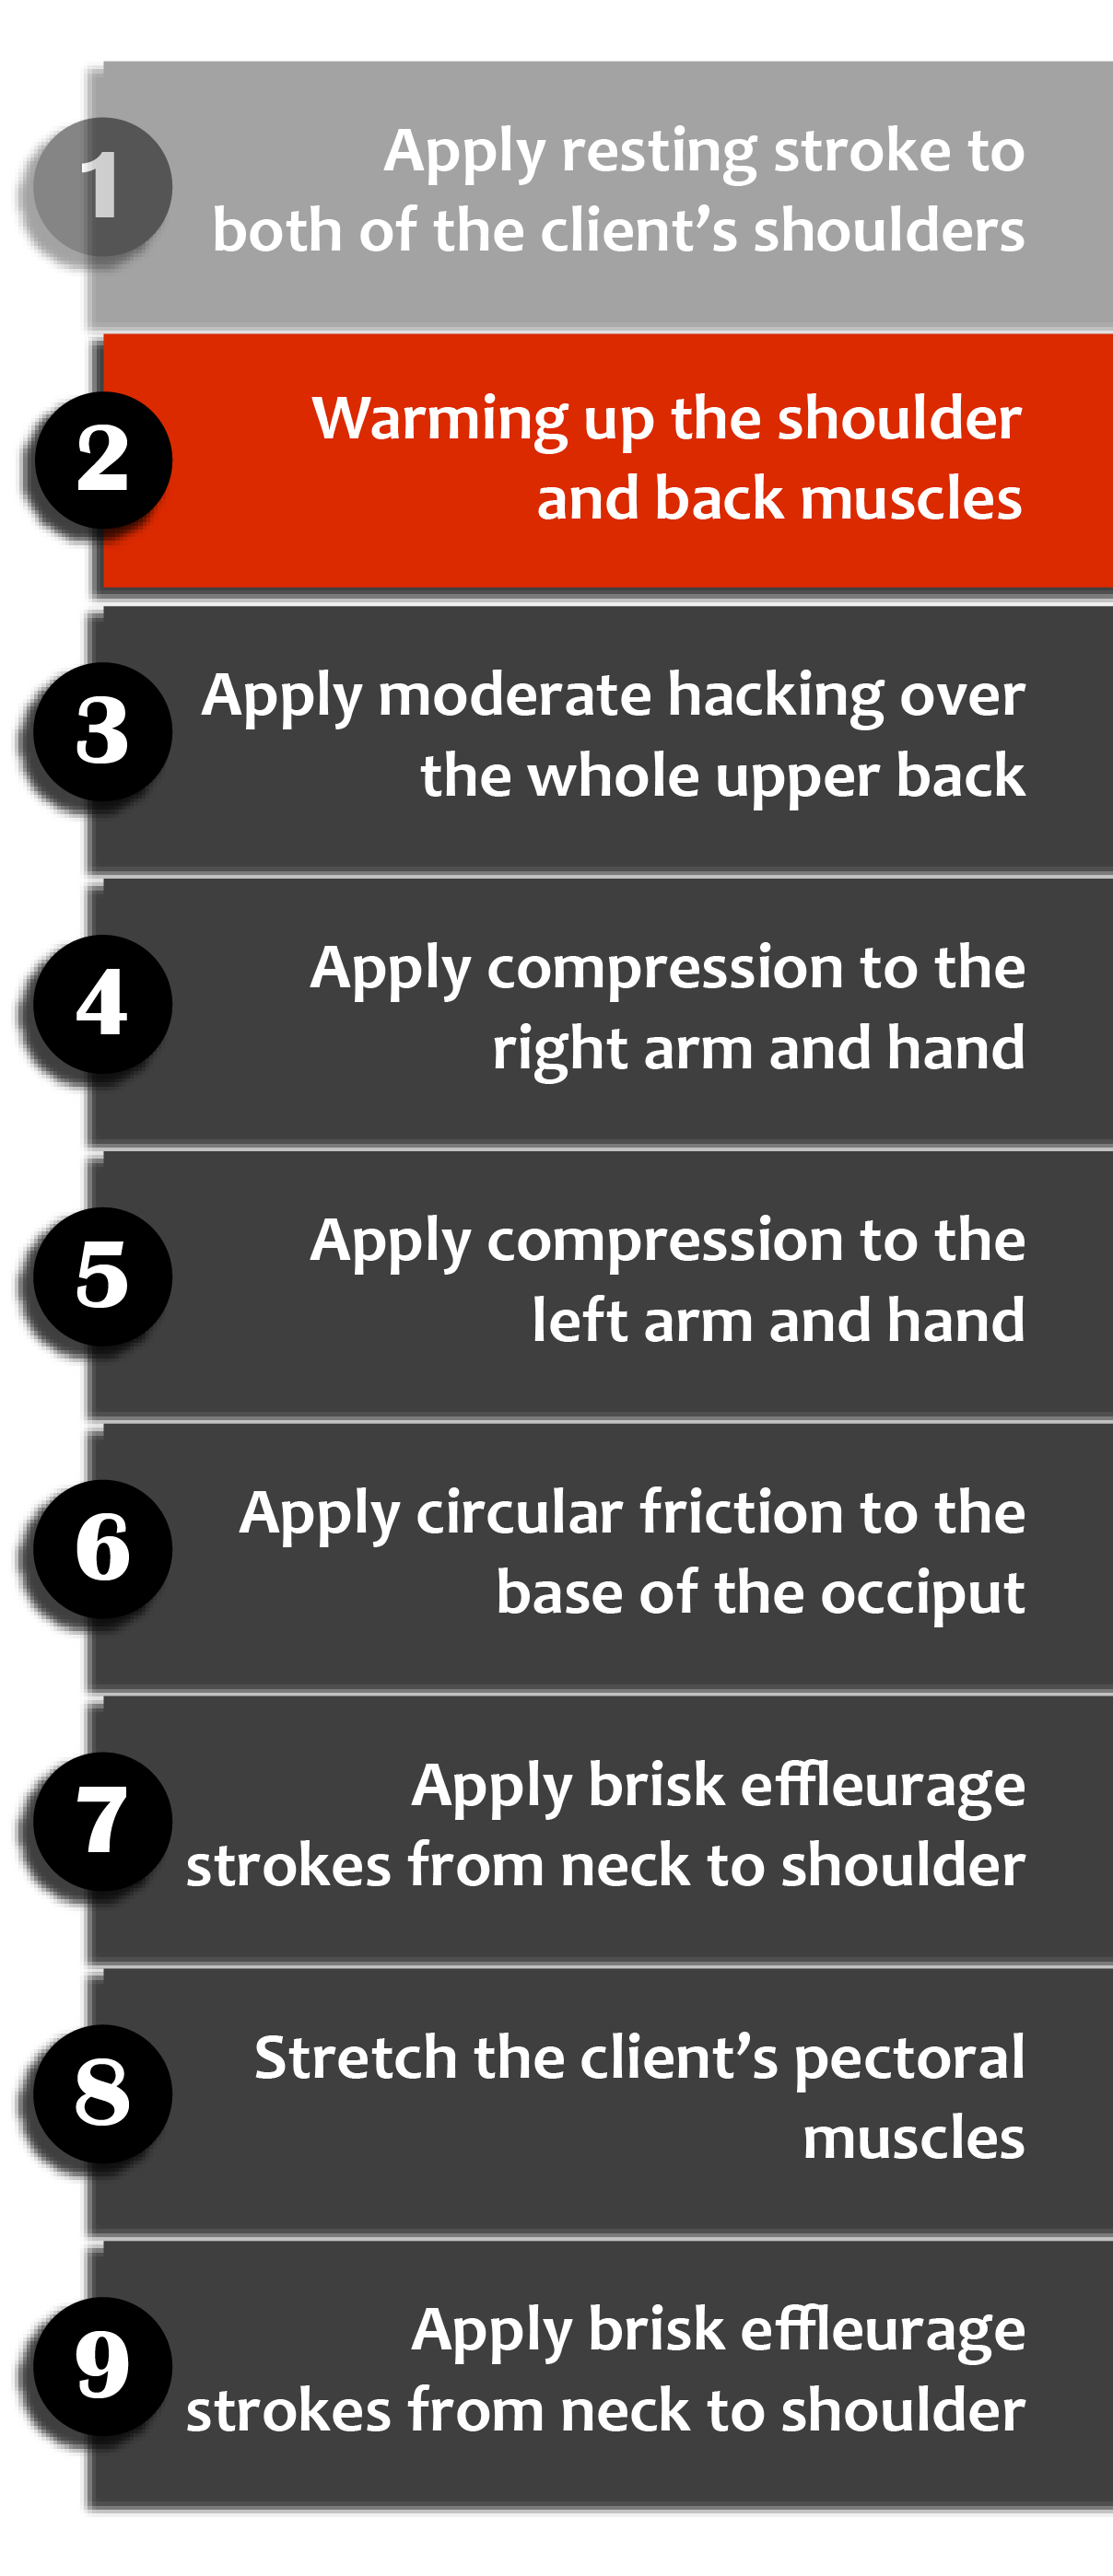 1
Apply resting stroke to
both of the client’s shoulders
2
Warming up the shoulder
and back muscles
3
Apply moderate hacking over
the whole upper back
4
Apply compression to the
right arm and hand
5
Apply compression to the
left arm and hand
6
Apply circular friction to the
base of the occiput
7
Apply brisk effleurage
strokes from neck to shoulder
8
Stretch the client’s pectoral
muscles
9
Apply brisk effleurage
strokes from neck to shoulder